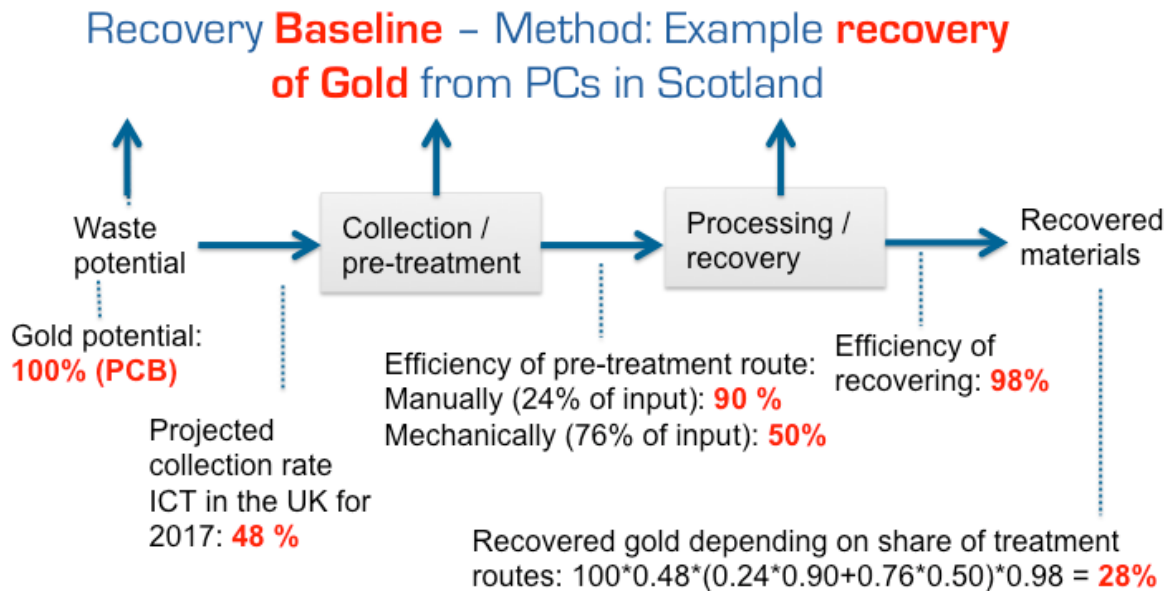 Recovery Baseline – Method: Example recovery
of Gold from PCs in Scotland
Waste
potential
Collection /
pre-treatment
Processing /
recovery
Recovered
materials
Gold potential:
100% (PCB)
Projected
collection rate
ICT in the UK for
2017: 48 %
Efficiency of pre-treatment route:
Manually (24% of input): 90 %
Mechanically (76% of input): 50%
Efficiency of
recovering: 98%
Recovered gold depending on share of treatment
routes: 100*0.48*(0.24*0.90+0.76*0.50)*0.98 = 28%